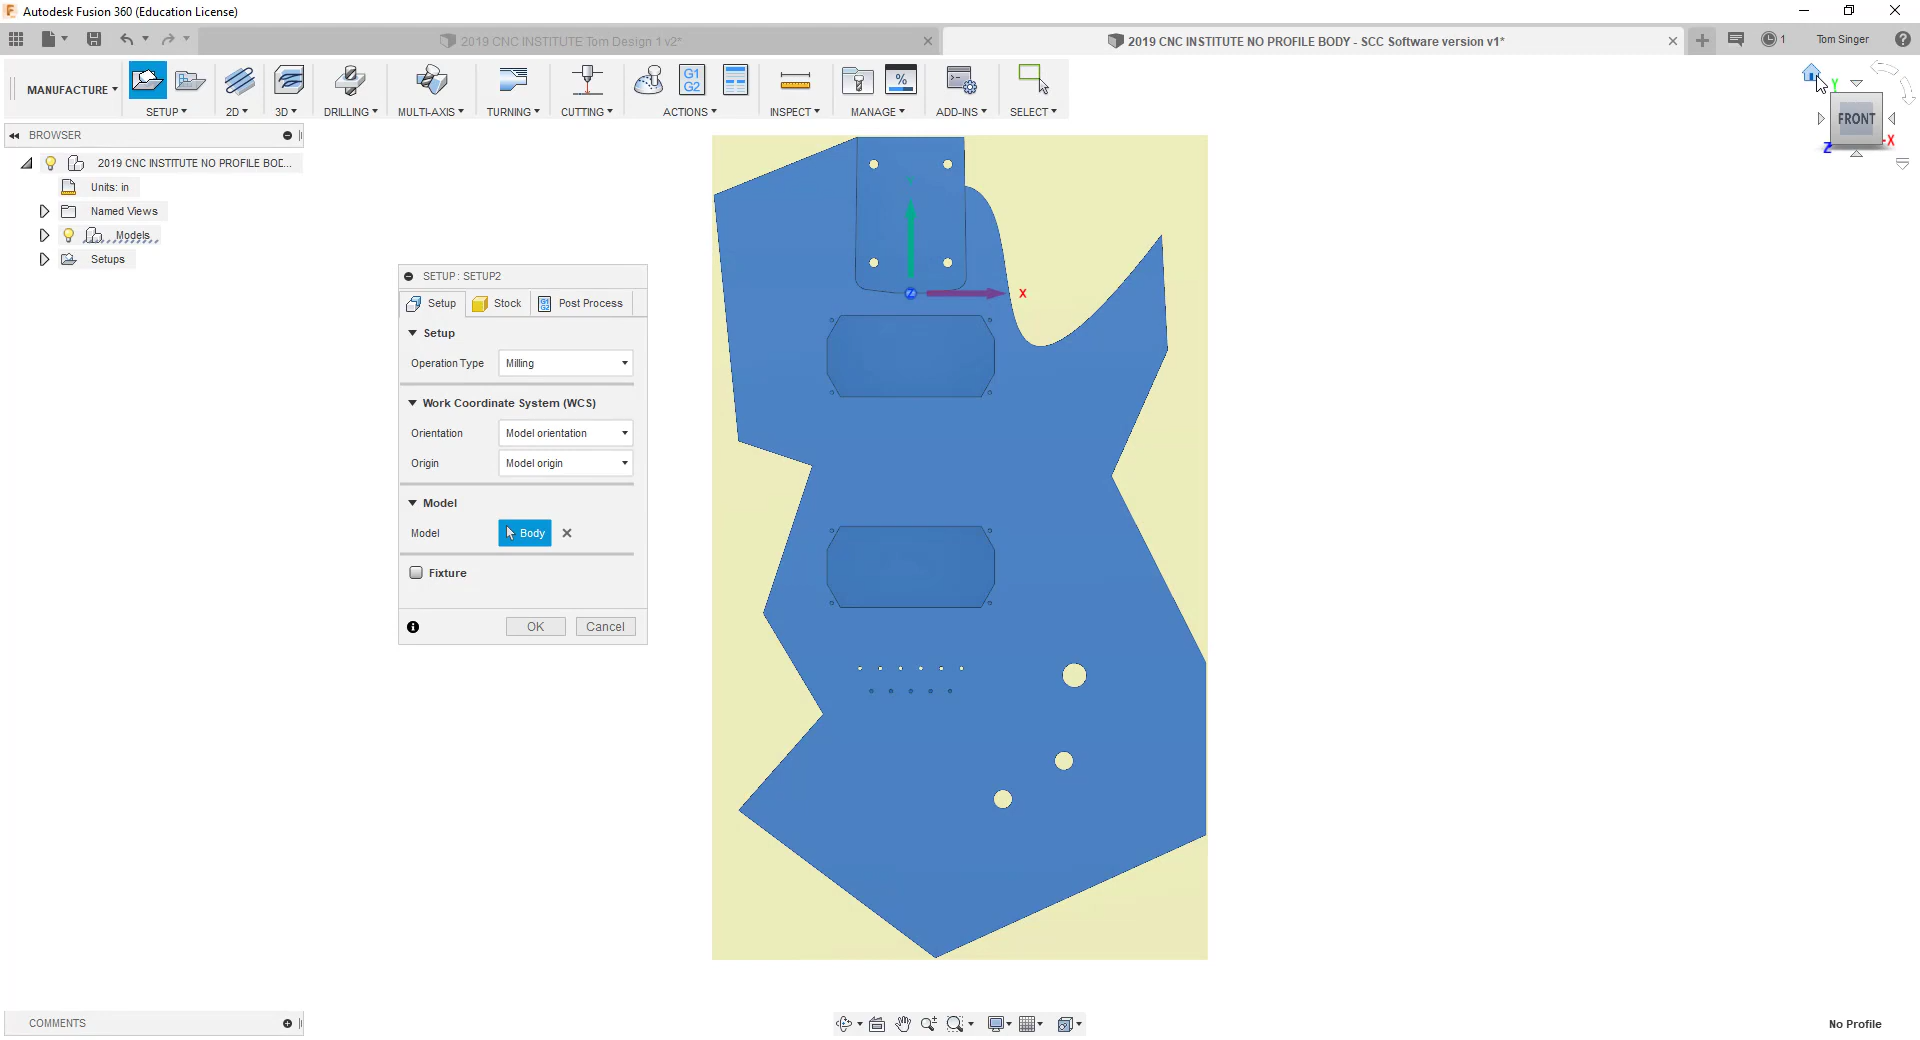 Autodesk Fusion 360 (Education License)
2019 CNC INSTITUTE Tom Design 1 v2*
2019 CNC INSTITUTE NO PROFILE BODY - SCC Software version v1*
1
Tom Singer
MANUFACTURE
SETUP
2D
3D
DRILLING
MULTI-AXIS
TURNING
CUTTING
G1
G2
ACTIONS
INSPECT
%
MANAGE
ADD-INS
SELECT
Y
FRONT
Z
-X
BROWSER
2019 CNC INSTITUTE NO PROFILE BOD...
Units: in
Named Views
Models
Setups
SETUP : SETUP2
Setup
Stock
G1
G2
Post Process
Setup
Operation Type
Milling
Work Coordinate System (WCS)
Orientation
Model orientation
Origin
Model origin
Model
Model
Body
Fixture
OK
Cancel
Z
X
COMMENTS
No Profile